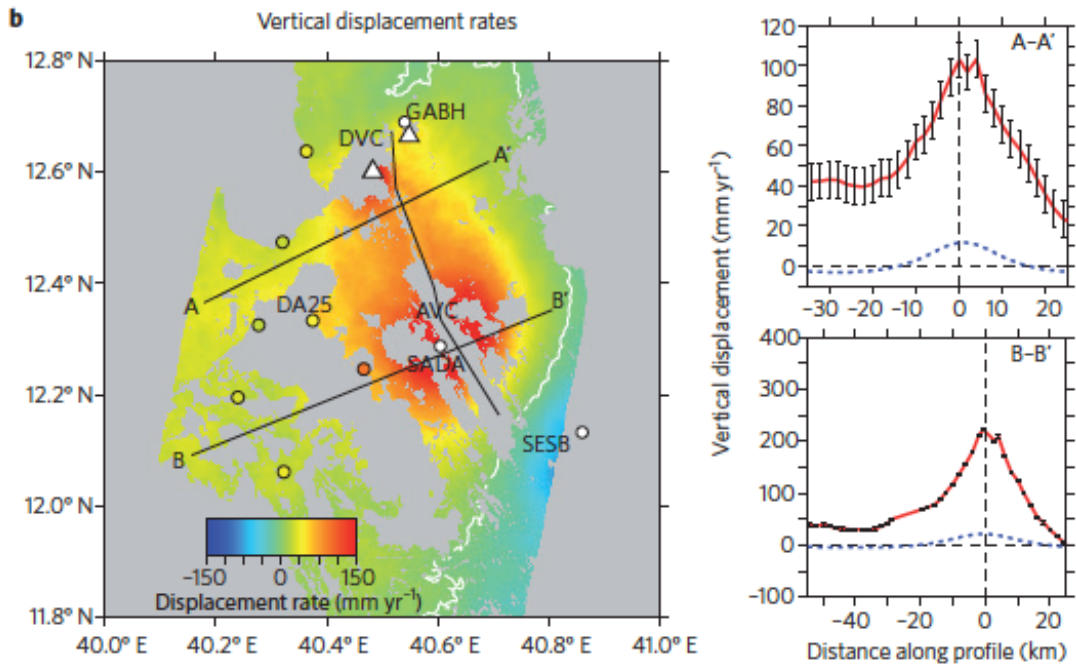 b
Vertical displacement rates
12.8° N
12.6° N
12.4° N
12.2° N
12.0° N
11.8° N
40.0° E
40.2° E
40.4° E
40.6° E
40.8° E
41.0° E
GABH
DVC
A'
A
DA25
AVC
B'
SADA
B
SESB
−150 0 150
Displacement rate (mm yr⁻¹)
Vertical displacement (mm yr⁻¹)
A–A'
120
100
80
60
40
20
0
−30 −20 −10 0 10 20
B–B'
400
300
200
100
0
−100
−40 −20 0 20
Distance along profile (km)